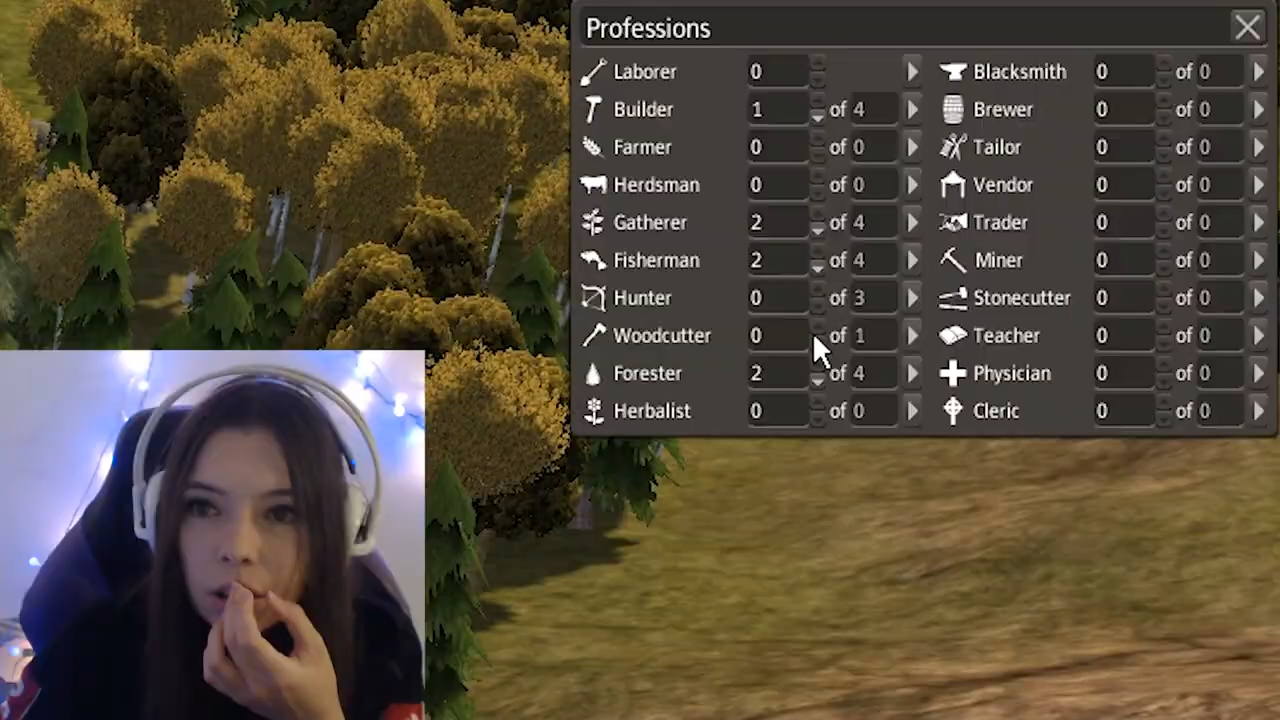 Professions
Laborer 0
Blacksmith 0 of 0
Builder 1 of 4
Brewer 0 of 0
Farmer 0 of 0
Tailor 0 of 0
Herdsman 0 of 0
Vendor 0 of 0
Gatherer 2 of 4
Trader 0 of 0
Fisherman 2 of 4
Miner 0 of 0
Hunter 0 of 3
Stonecutter 0 of 0
Woodcutter 0 of 1
Teacher 0 of 0
Forester 2 of 4
Physician 0 of 0
Herbalist 0 of 0
Cleric 0 of 0